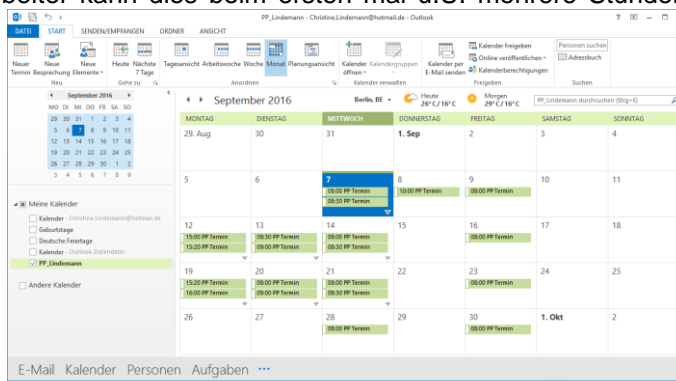 beiter kann dies beim ersten mal u.U. mehrere Stunden
PP_Lindemann - Christine.Lindemann@hotmail.de - Outlook
DATEI START SENDEN/EMPFANGEN ORDNER ANSICHT
Neuer Termin
Neue Besprechung
Neue Elemente
Heute
Nächste 7 Tage
Tagesansicht Arbeitswoche Woche Monat Planungsansicht
Kalender öffnen
Kalendergruppen
Kalender per E-Mail senden
Kalender freigeben
Online veröffentlichen
Kalenderberechtigungen
Personen suchen
Adressbuch
Neu Gehe zu Anordnen Kalender verwalten Freigeben Suchen
September 2016
MO DI MI DO FR SA SO
29 30 31 1 2 3 4
5 6 7 8 9 10 11
12 13 14 15 16 17 18
19 20 21 22 23 24 25
26 27 28 29 30 1 2
3 4 5 6 7 8 9
Meine Kalender
Kalender - Christine.Lindemann@hotmail.de
Geburtstage
Deutsche Feiertage
Kalender - Outlook-Datendatei
PP_Lindemann
Andere Kalender
September 2016
Berlin, BE
Heute 26°C/16°C
Morgen 29°C/16°C
PP_Lindemann durchsuchen (Strg+E)
MONTAG DIENSTAG MITTWOCH DONNERSTAG FREITAG SAMSTAG SONNTAG
29. Aug 30 31 1. Sep 2 3 4
5 6 7 8 9 10 11
08:00 PP Termin 10:00 PP Termin 08:00 PP Termin
08:30 PP Termin
12 13 14 15 16 17 18
15:00 PP Termin 08:30 PP Termin 08:00 PP Termin 08:00 PP Termin
15:20 PP Termin 09:00 PP Termin 08:30 PP Termin
19 20 21 22 23 24 25
15:20 PP Termin 08:00 PP Termin 08:00 PP Termin 08:00 PP Termin
16:00 PP Termin 09:00 PP Termin 08:30 PP Termin
26 27 28 29 30 1. Okt 2
08:00 PP Termin 08:00 PP Termin
E-Mail Kalender Personen Aufgaben ...